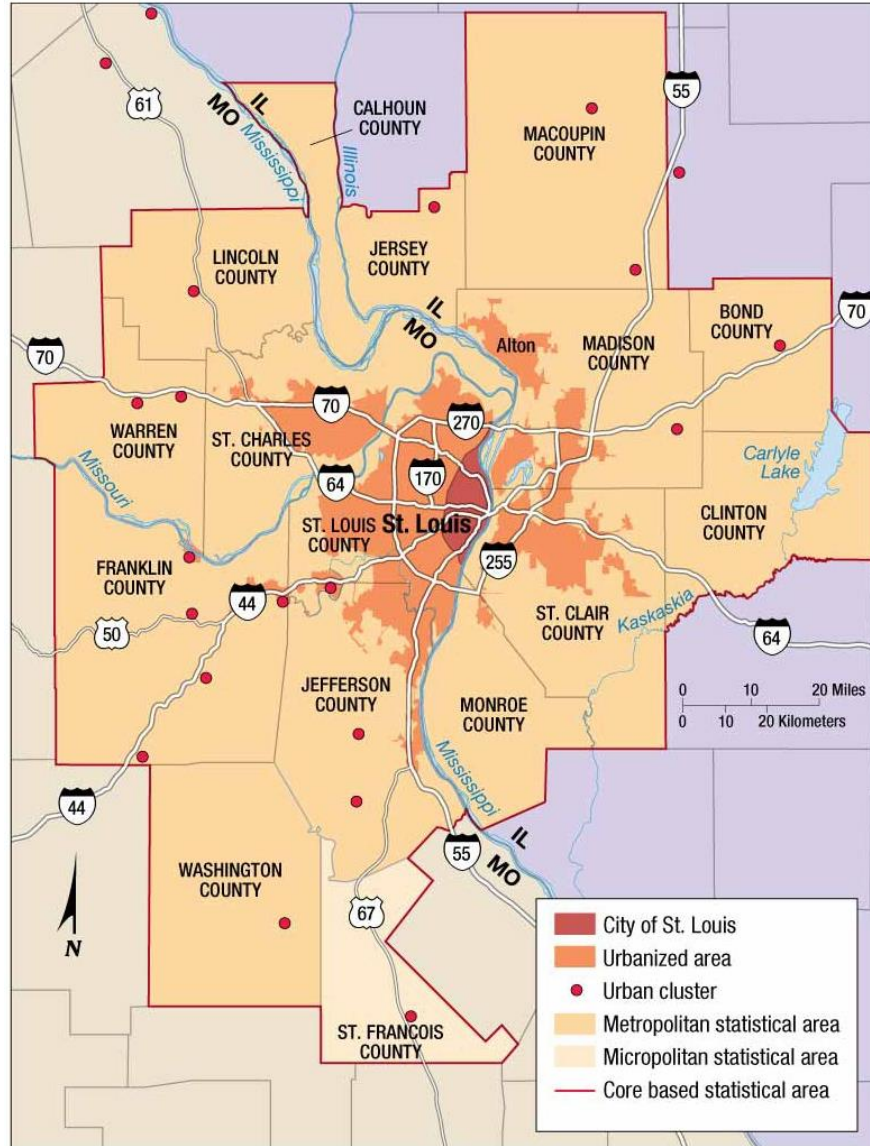 61
IL
MO
Mississippi
Illinois
CALHOUN
COUNTY
MACOUPIN
COUNTY
55
LINCOLN
COUNTY
JERSEY
COUNTY
IL
MO
Alton
MADISON
COUNTY
BOND
COUNTY
70
70
WARREN
COUNTY
ST. CHARLES
COUNTY
70
270
170
64
Missouri
ST. LOUIS
COUNTY
St. Louis
Carlyle
Lake
CLINTON
COUNTY
FRANKLIN
COUNTY
44
255
50
ST. CLAIR
COUNTY
Kaskaskia
64
JEFFERSON
COUNTY
MONROE
COUNTY
0 10 20 Miles
0 10 20 Kilometers
Mississippi
44
IL
MO
55
WASHINGTON
COUNTY
67
N
ST. FRANCOIS
COUNTY
City of St. Louis
Urbanized area
Urban cluster
Metropolitan statistical area
Micropolitan statistical area
Core based statistical area